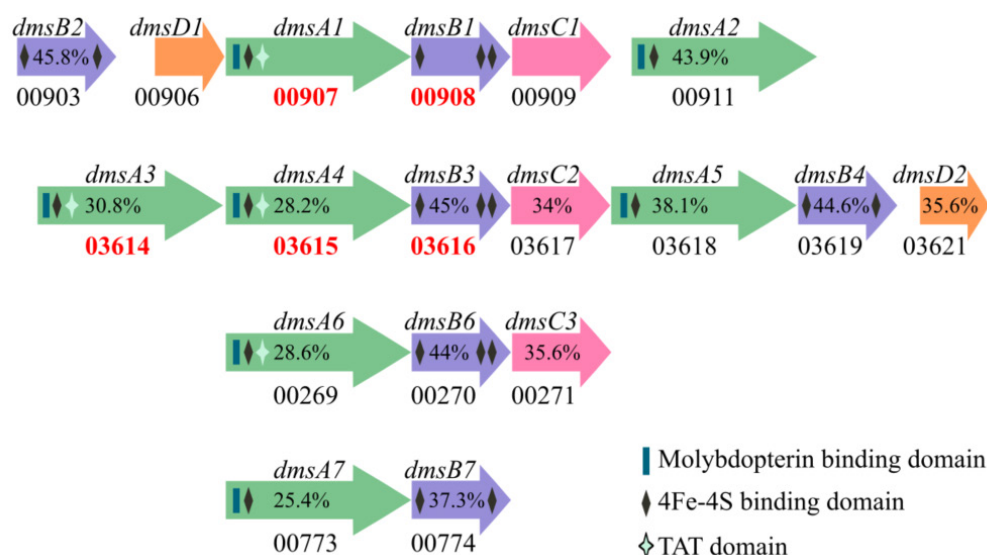 dmsB2 dmsD1 dmsA1 dmsB1 dmsC1 dmsA2
45.8% 43.9%
00903 00906 00907 00908 00909 00911
dmsA3 dmsA4 dmsB3 dmsC2 dmsA5 dmsB4 dmsD2
30.8% 28.2% 45% 34% 38.1% 44.6% 35.6%
03614 03615 03616 03617 03618 03619 03621
dmsA6 dmsB6 dmsC3
28.6% 44% 35.6%
00269 00270 00271
dmsA7 dmsB7
25.4% 37.3%
00773 00774
Molybdopterin binding domain
4Fe-4S binding domain
TAT domain